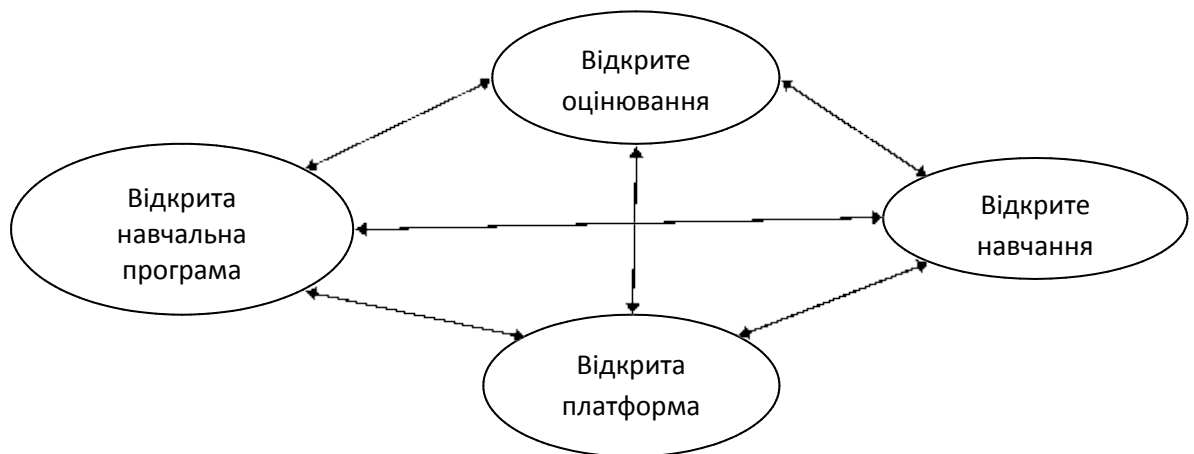 Відкрите
оцінювання
Відкрита
навчальна
програма
Відкрите
навчання
Відкрита
платформа